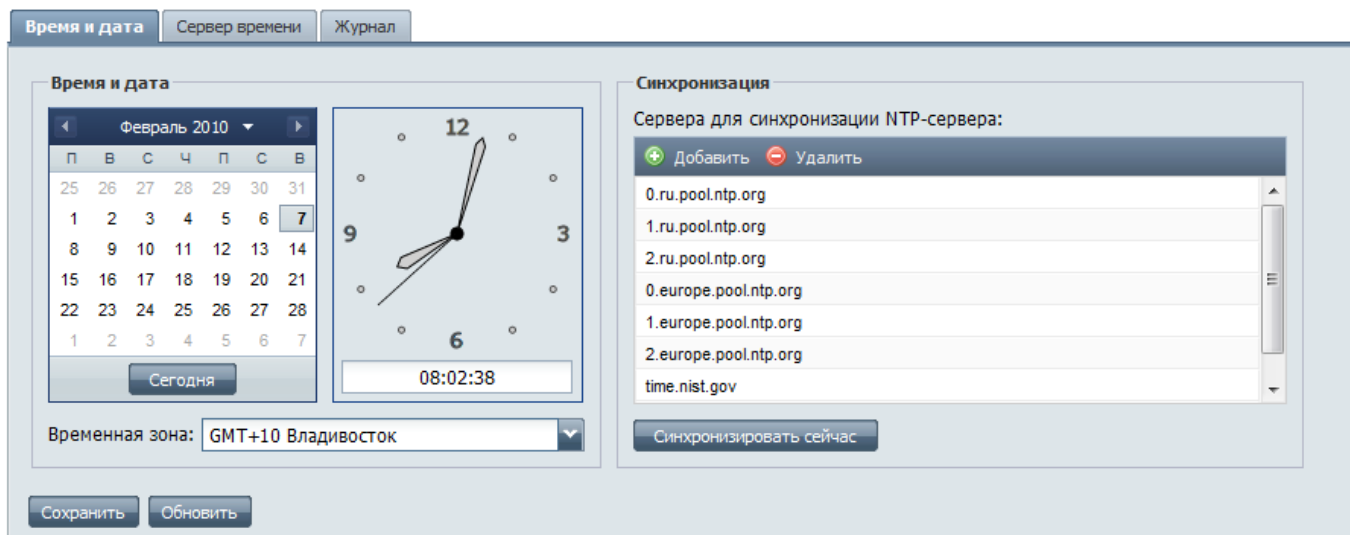 Время и дата Сервер времени Журнал
Время и дата
Февраль 2010
П В С Ч П С В
25 26 27 28 29 30 31
1 2 3 4 5 6 7
8 9 10 11 12 13 14
15 16 17 18 19 20 21
22 23 24 25 26 27 28
1 2 3 4 5 6 7
Сегодня
12
9 3
6
08:02:38
Временная зона: GMT+10 Владивосток
Синхронизация
Сервера для синхронизации NTP-сервера:
Добавить Удалить
0.ru.pool.ntp.org
1.ru.pool.ntp.org
2.ru.pool.ntp.org
0.europe.pool.ntp.org
1.europe.pool.ntp.org
2.europe.pool.ntp.org
time.nist.gov
Синхронизировать сейчас
Сохранить Обновить